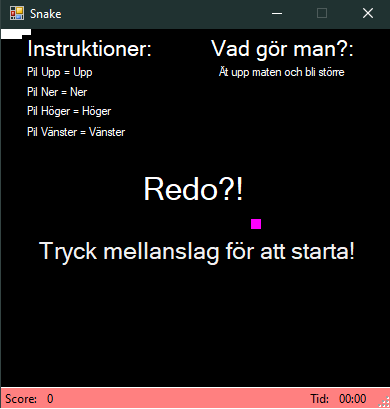 Snake
Instruktioner:
Pil Upp = Upp
Pil Ner = Ner
Pil Höger = Höger
Pil Vänster = Vänster
Vad gör man?:
Ät upp maten och bli större
Redo?!
Tryck mellanslag för att starta!
Score: 0 Tid: 00:00